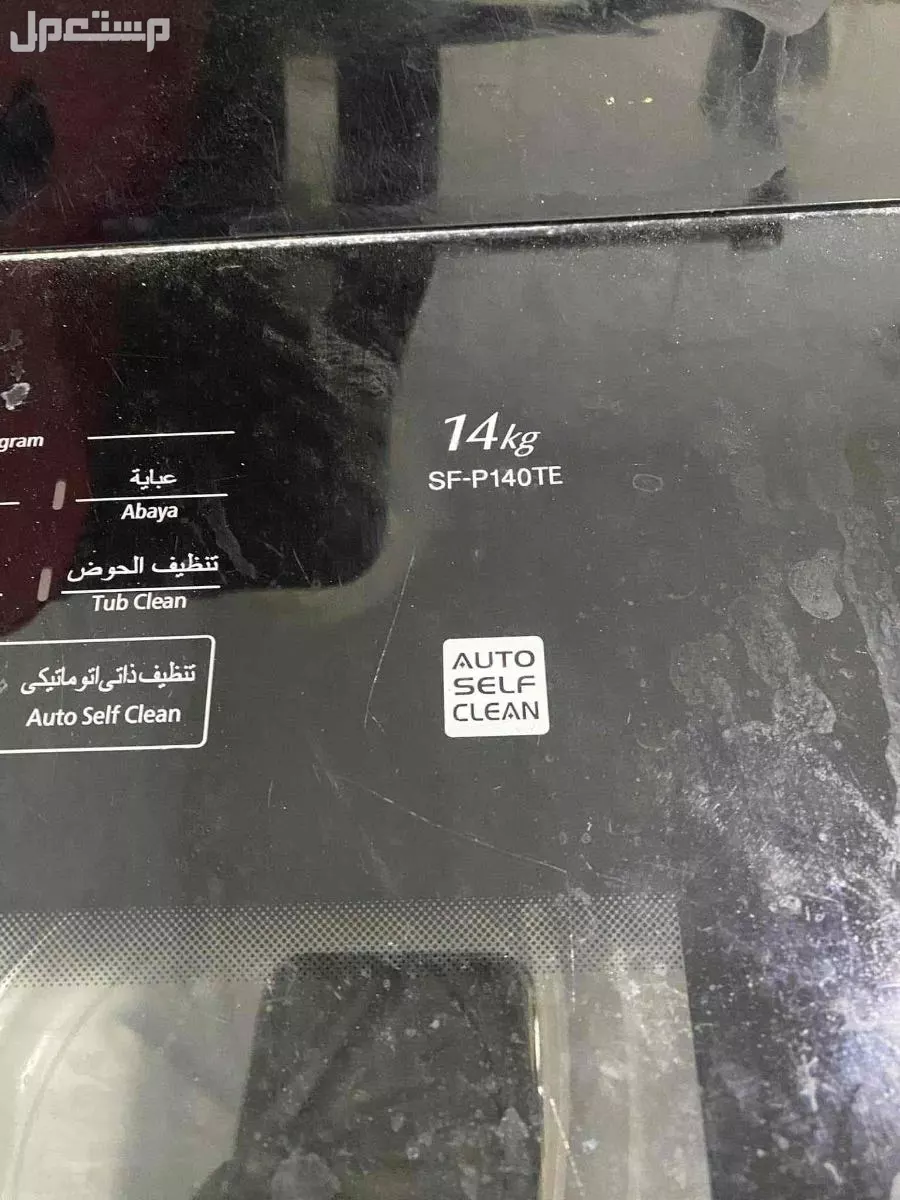 مستعمل
14kg
SF-P140TE
gram
عباية
Abaya
تنظيف الحوض
Tub Clean
تنظيف ذاتي اتوماتيكي
Auto Self Clean
AUTO
SELF
CLEAN